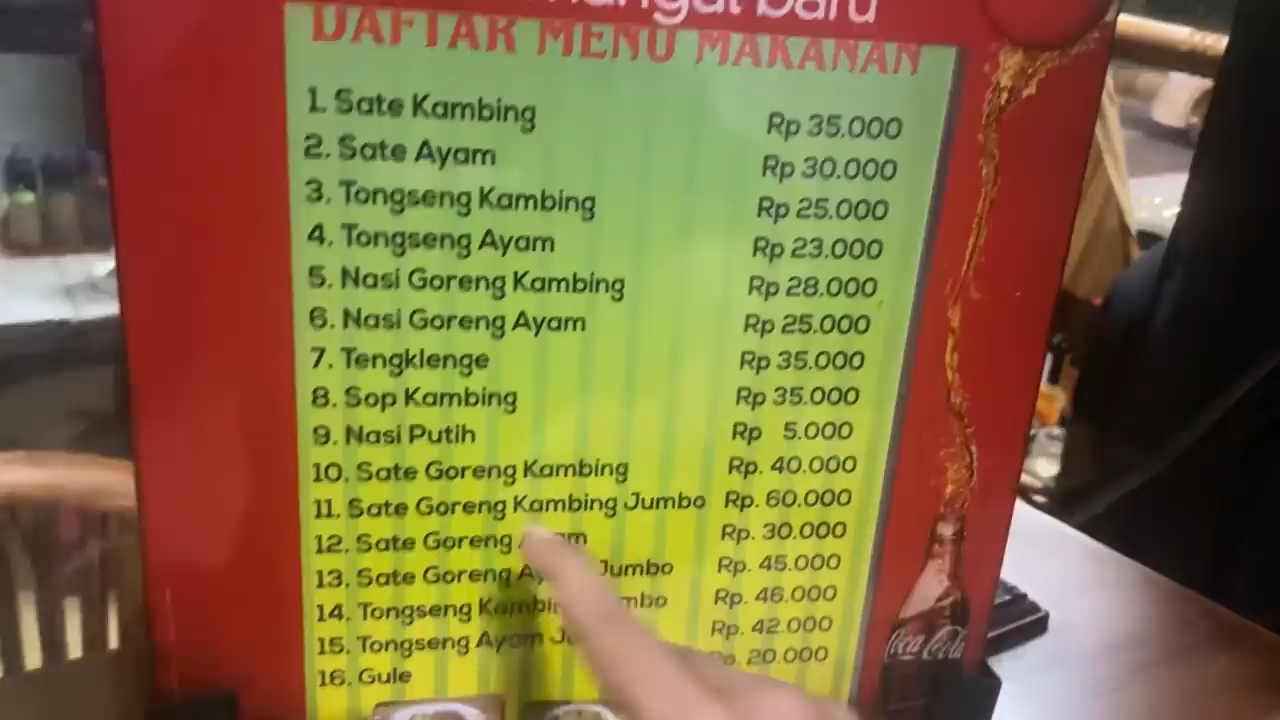 baru
DAFTAR MENU MAKANAN
1. Sate Kambing Rp 35.000
2. Sate Ayam Rp 30.000
3. Tongseng Kambing Rp 25.000
4. Tongseng Ayam Rp 23.000
5. Nasi Goreng Kambing Rp 28.000
6. Nasi Goreng Ayam Rp 25.000
7. Tengklenge Rp 35.000
8. Sop Kambing Rp 35.000
9. Nasi Putih Rp 5.000
10. Sate Goreng Kambing Rp. 40.000
11. Sate Goreng Kambing Jumbo Rp. 60.000
12. Sate Goreng Rp. 30.000
13. Sate Goreng Jumbo Rp. 45.000
14. Tongseng Kambing Rp. 46.000
15. Tongseng Ayam Rp. 42.000
16. Gule 20.000
Coca Cola